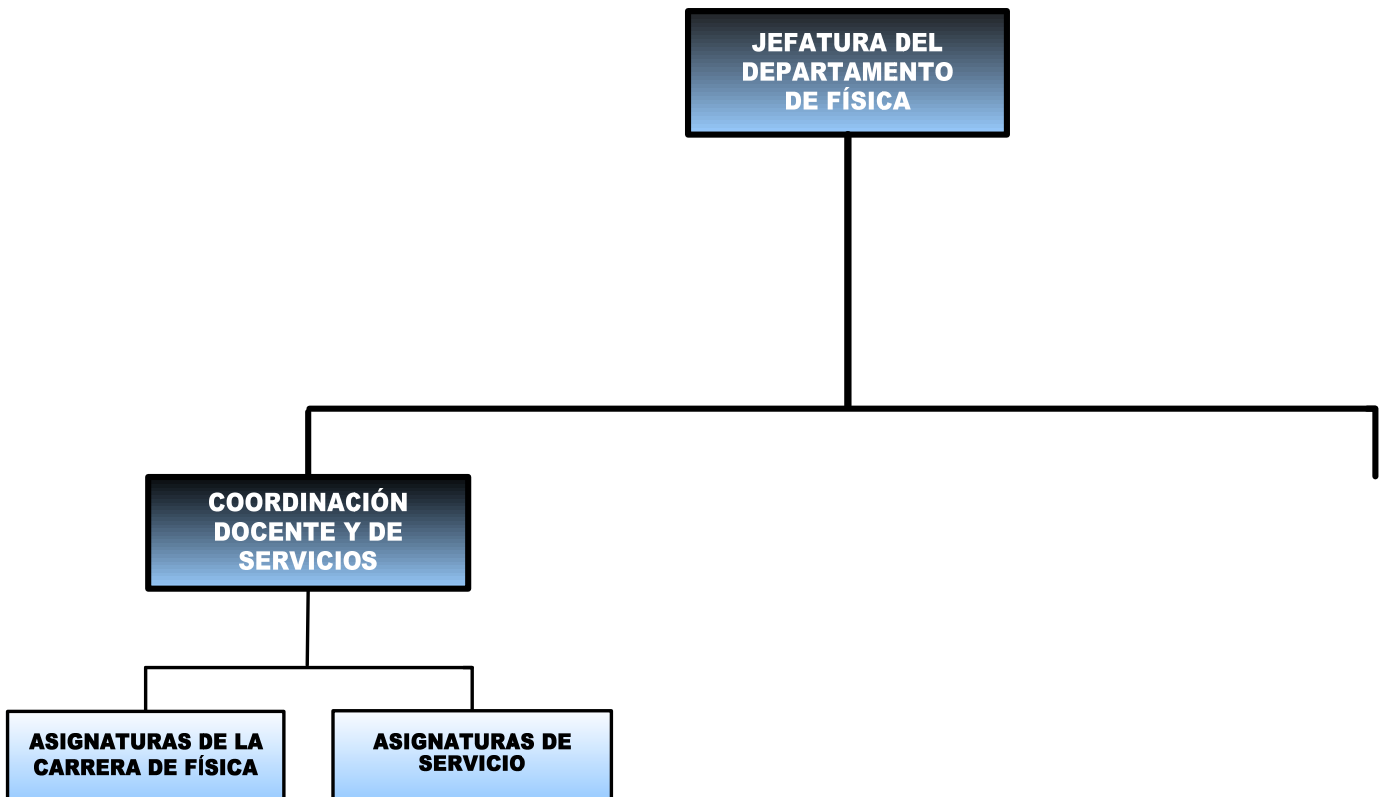 JEFATURA DEL
DEPARTAMENTO
DE FÍSICA
COORDINACIÓN
DOCENTE Y DE
SERVICIOS
ASIGNATURAS DE LA
CARRERA DE FÍSICA
ASIGNATURAS DE
SERVICIO